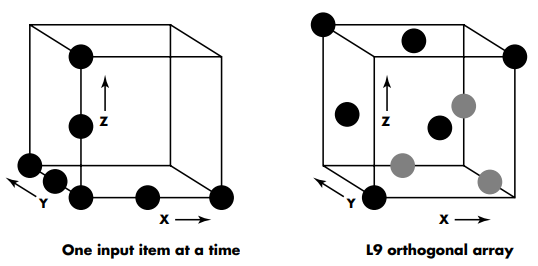 Z
Y
X
One input item at a time
Z
Y
X
L9 orthogonal array